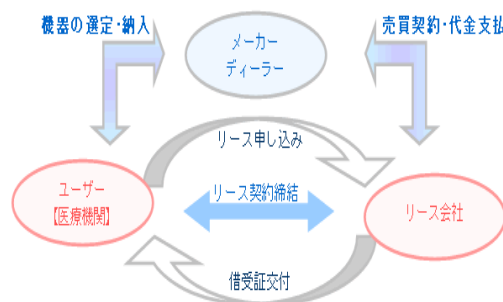 機器の選定・納入
メーカー
ディーラー
売買契約・代金支払
リース申し込み
ユーザー
【医療機関】
リース契約締結
リース会社
借受証交付